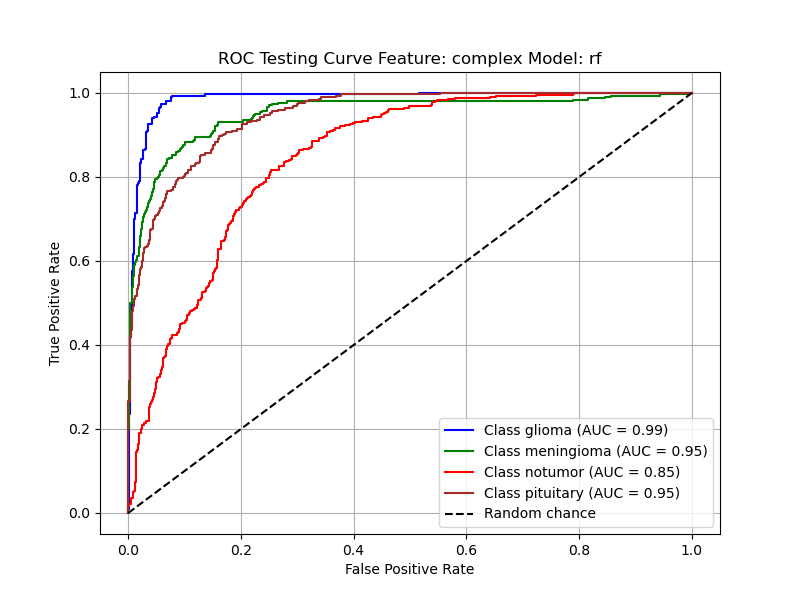 ROC Testing Curve Feature: complex Model: rf
True Positive Rate
1.0
0.8
0.6
0.4
0.2
0.0
Class glioma (AUC = 0.99)
Class meningioma (AUC = 0.95)
Class notumor (AUC = 0.85)
Class pituitary (AUC = 0.95)
Random chance
0.0 0.2 0.4 0.6 0.8 1.0
False Positive Rate